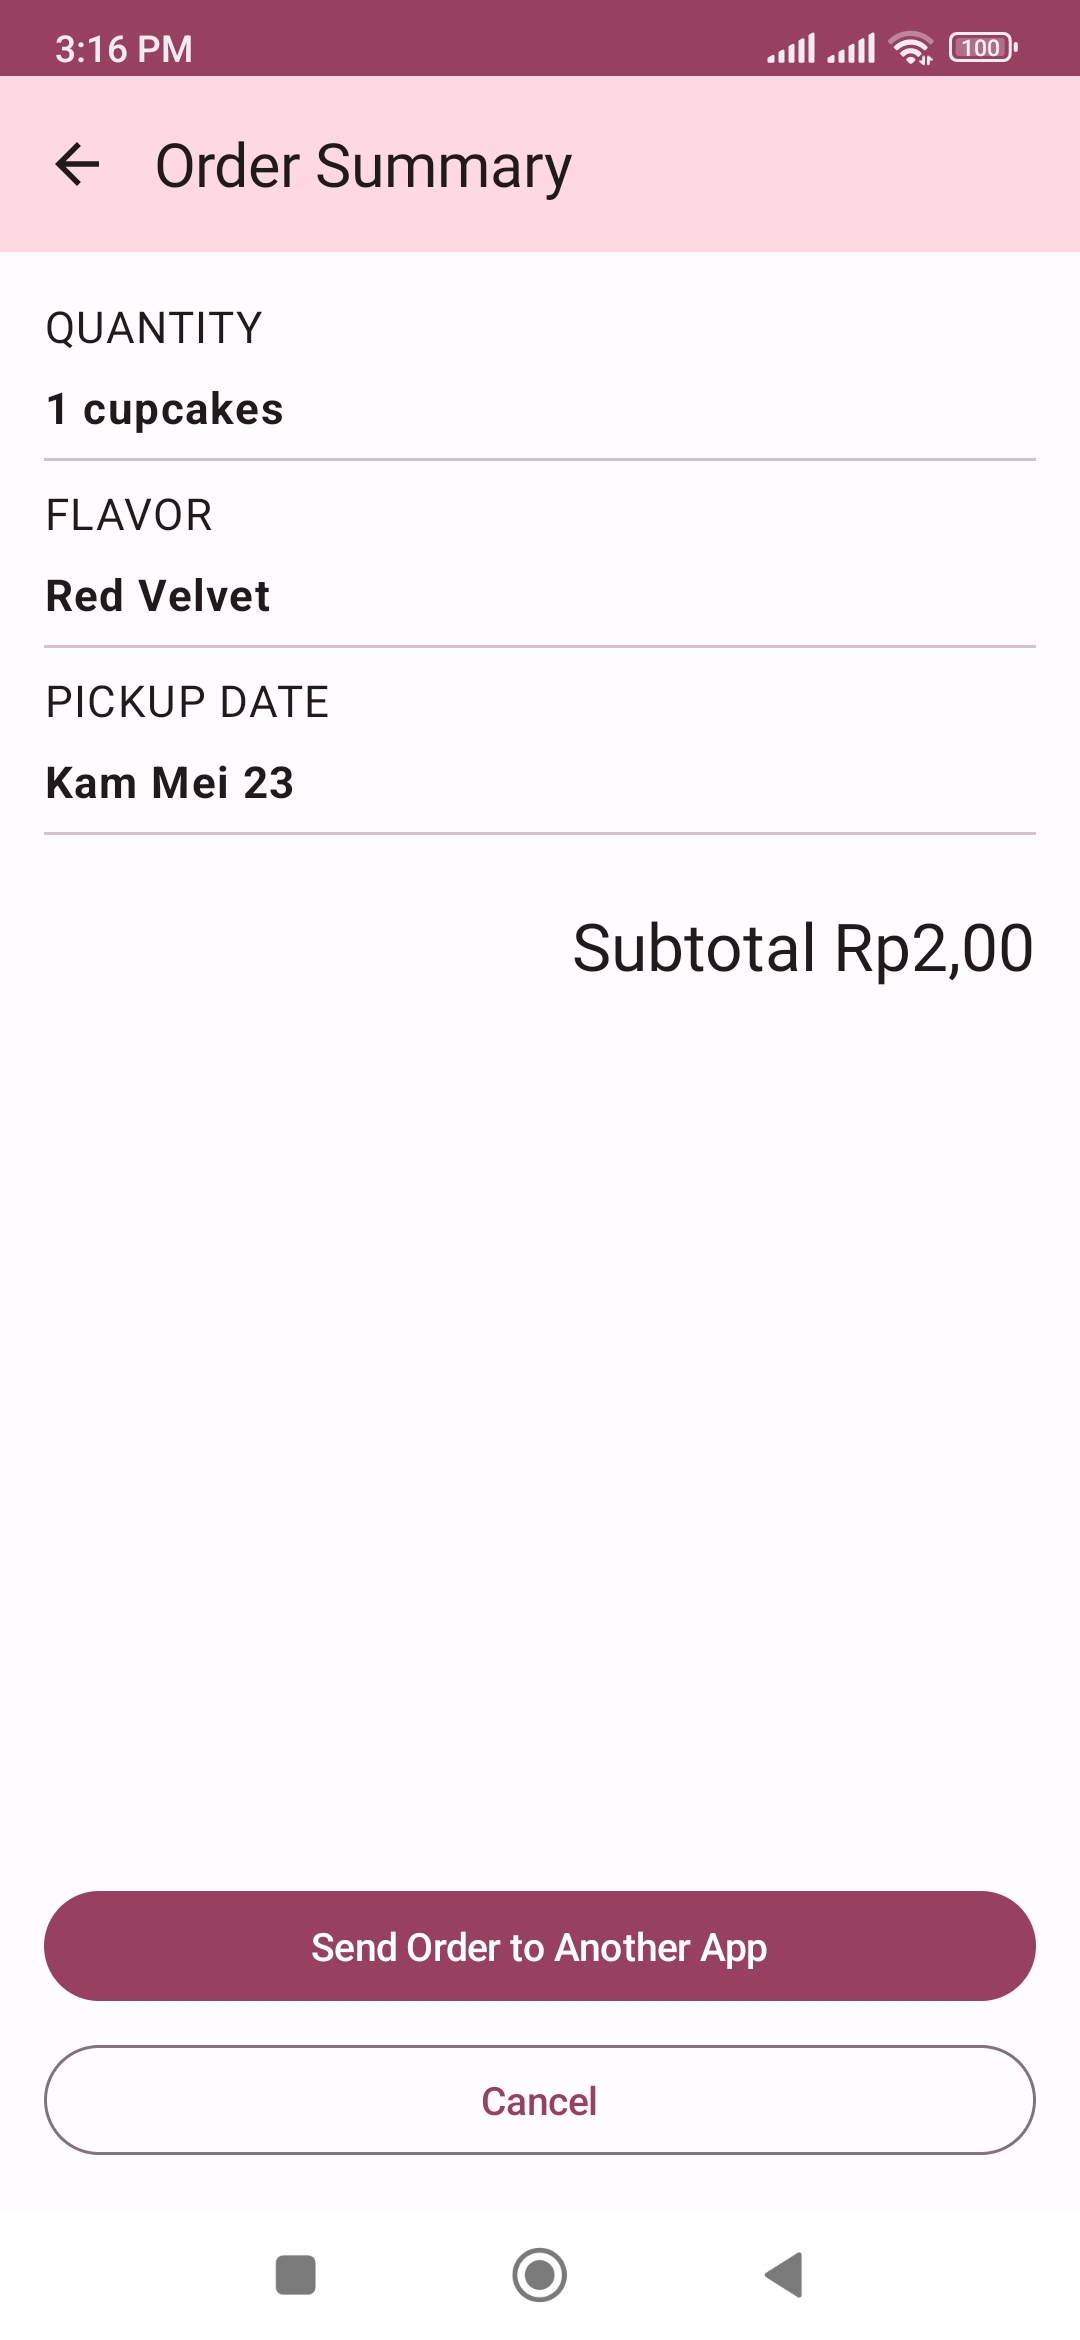 3:16 PM
100
Order Summary
QUANTITY
1 cupcakes
FLAVOR
Red Velvet
PICKUP DATE
Kam Mei 23
Subtotal Rp2,00
Send Order to Another App
Cancel